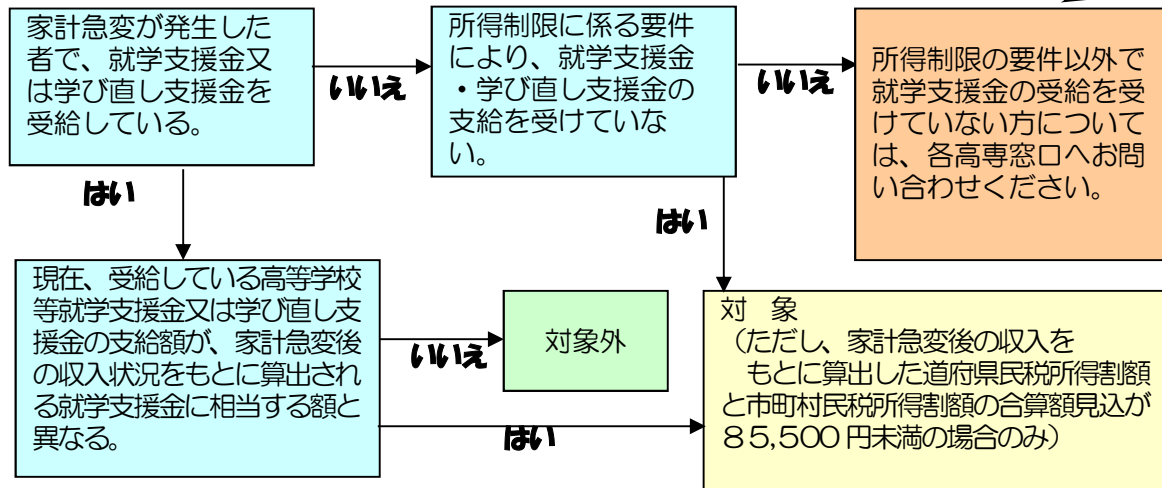 家計急変が発生した
者で、就学支援金又
は学び直し支援金を
受給している。
いいえ
所得制限に係る要件
により、就学支援金
・学び直し支援金の
支給を受けていな
い。
いいえ
所得制限の要件以外で
就学支援金の受給を受
けていない方について
は、各高専窓口へお問
い合わせください。
はい
はい
現在、受給している高等学校
等就学支援金又は学び直し支
援金の支給額が、家計急変後
の収入状況をもとに算出され
る就学支援金に相当する額と
異なる。
いいえ
対象外
はい
対 象
（ただし、家計急変後の収入を
もとに算出した道府県民税所得割額
と市町村民税所得割額の合算額見込が
８５,５００円未満の場合のみ）